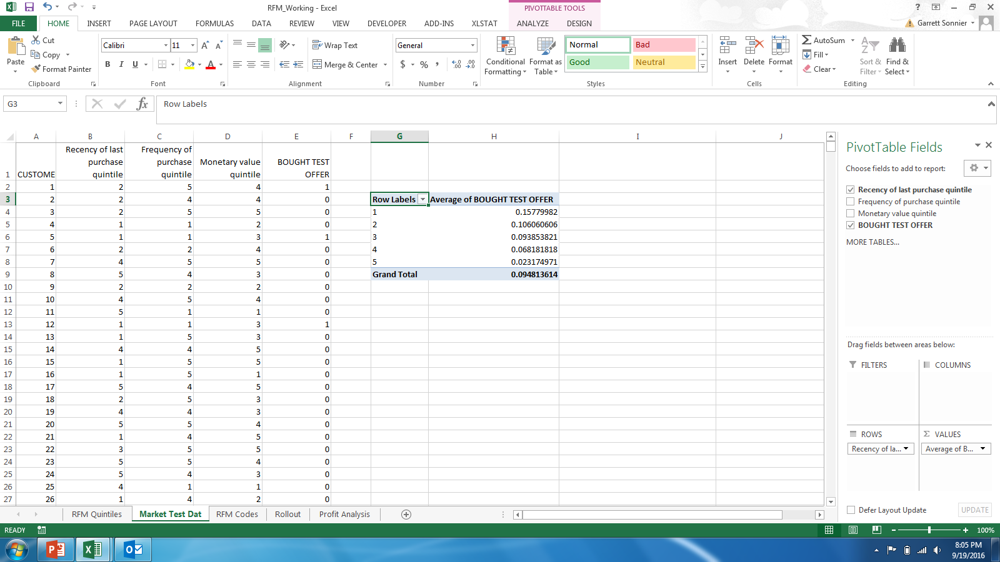 RFM_Working - Excel
PIVOTTABLE TOOLS
?
FILE HOME INSERT PAGE LAYOUT FORMULAS DATA REVIEW VIEW DEVELOPER ADD-INS XLSTAT ANALYZE DESIGN
Garrett Sonnier
Paste
Cut
Copy
Format Painter
Clipboard
Calibri 11
B I U
Font
Wrap Text
Merge & Center
Alignment
General
$ % ,
Number
Conditional Formatting
Format as Table
Normal Bad
Good Neutral
Styles
Insert Delete Format
Cells
AutoSum
Fill
Clear
Sort & Filter
Find & Select
Editing
G3 fx Row Labels
A B C D E F G H I J
1 CUSTOME Recency of last purchase quintile Frequency of purchase quintile Monetary value quintile BOUGHT TEST OFFER
2 1 2 5 4 1
3 2 2 4 4 0 Row Labels Average of BOUGHT TEST OFFER
4 3 2 5 5 0 1 0.15779982
5 4 1 1 2 0 2 0.106060606
6 5 1 1 3 1 3 0.093853821
7 6 2 2 4 0 4 0.068181818
8 7 4 5 5 0 5 0.023174971
9 8 5 4 3 0 Grand Total 0.094813614
10 9 2 2 2 0
11 10 4 5 4 0
12 11 5 1 1 0
13 12 1 1 3 1
14 13 1 5 3 0
15 14 4 4 5 0
16 15 1 5 5 0
17 16 1 5 1 0
18 17 5 4 5 0
19 18 2 5 3 0
20 19 4 4 3 0
21 20 5 5 4 0
22 21 1 4 5 0
23 22 3 5 5 0
24 23 5 5 4 0
25 24 5 4 3 0
26 25 4 1 1 0
27 26 1 4 2 0
PivotTable Fields
Choose fields to add to report:
Recency of last purchase quintile
Frequency of purchase quintile
Monetary value quintile
BOUGHT TEST OFFER
MORE TABLES...
Drag fields between areas below:
FILTERS COLUMNS
ROWS VALUES
Recency of la... Average of B...
Defer Layout Update UPDATE
RFM Quintiles Market Test Dat RFM Codes Rollout Profit Analysis
READY
100%
8:05 PM
9/19/2016